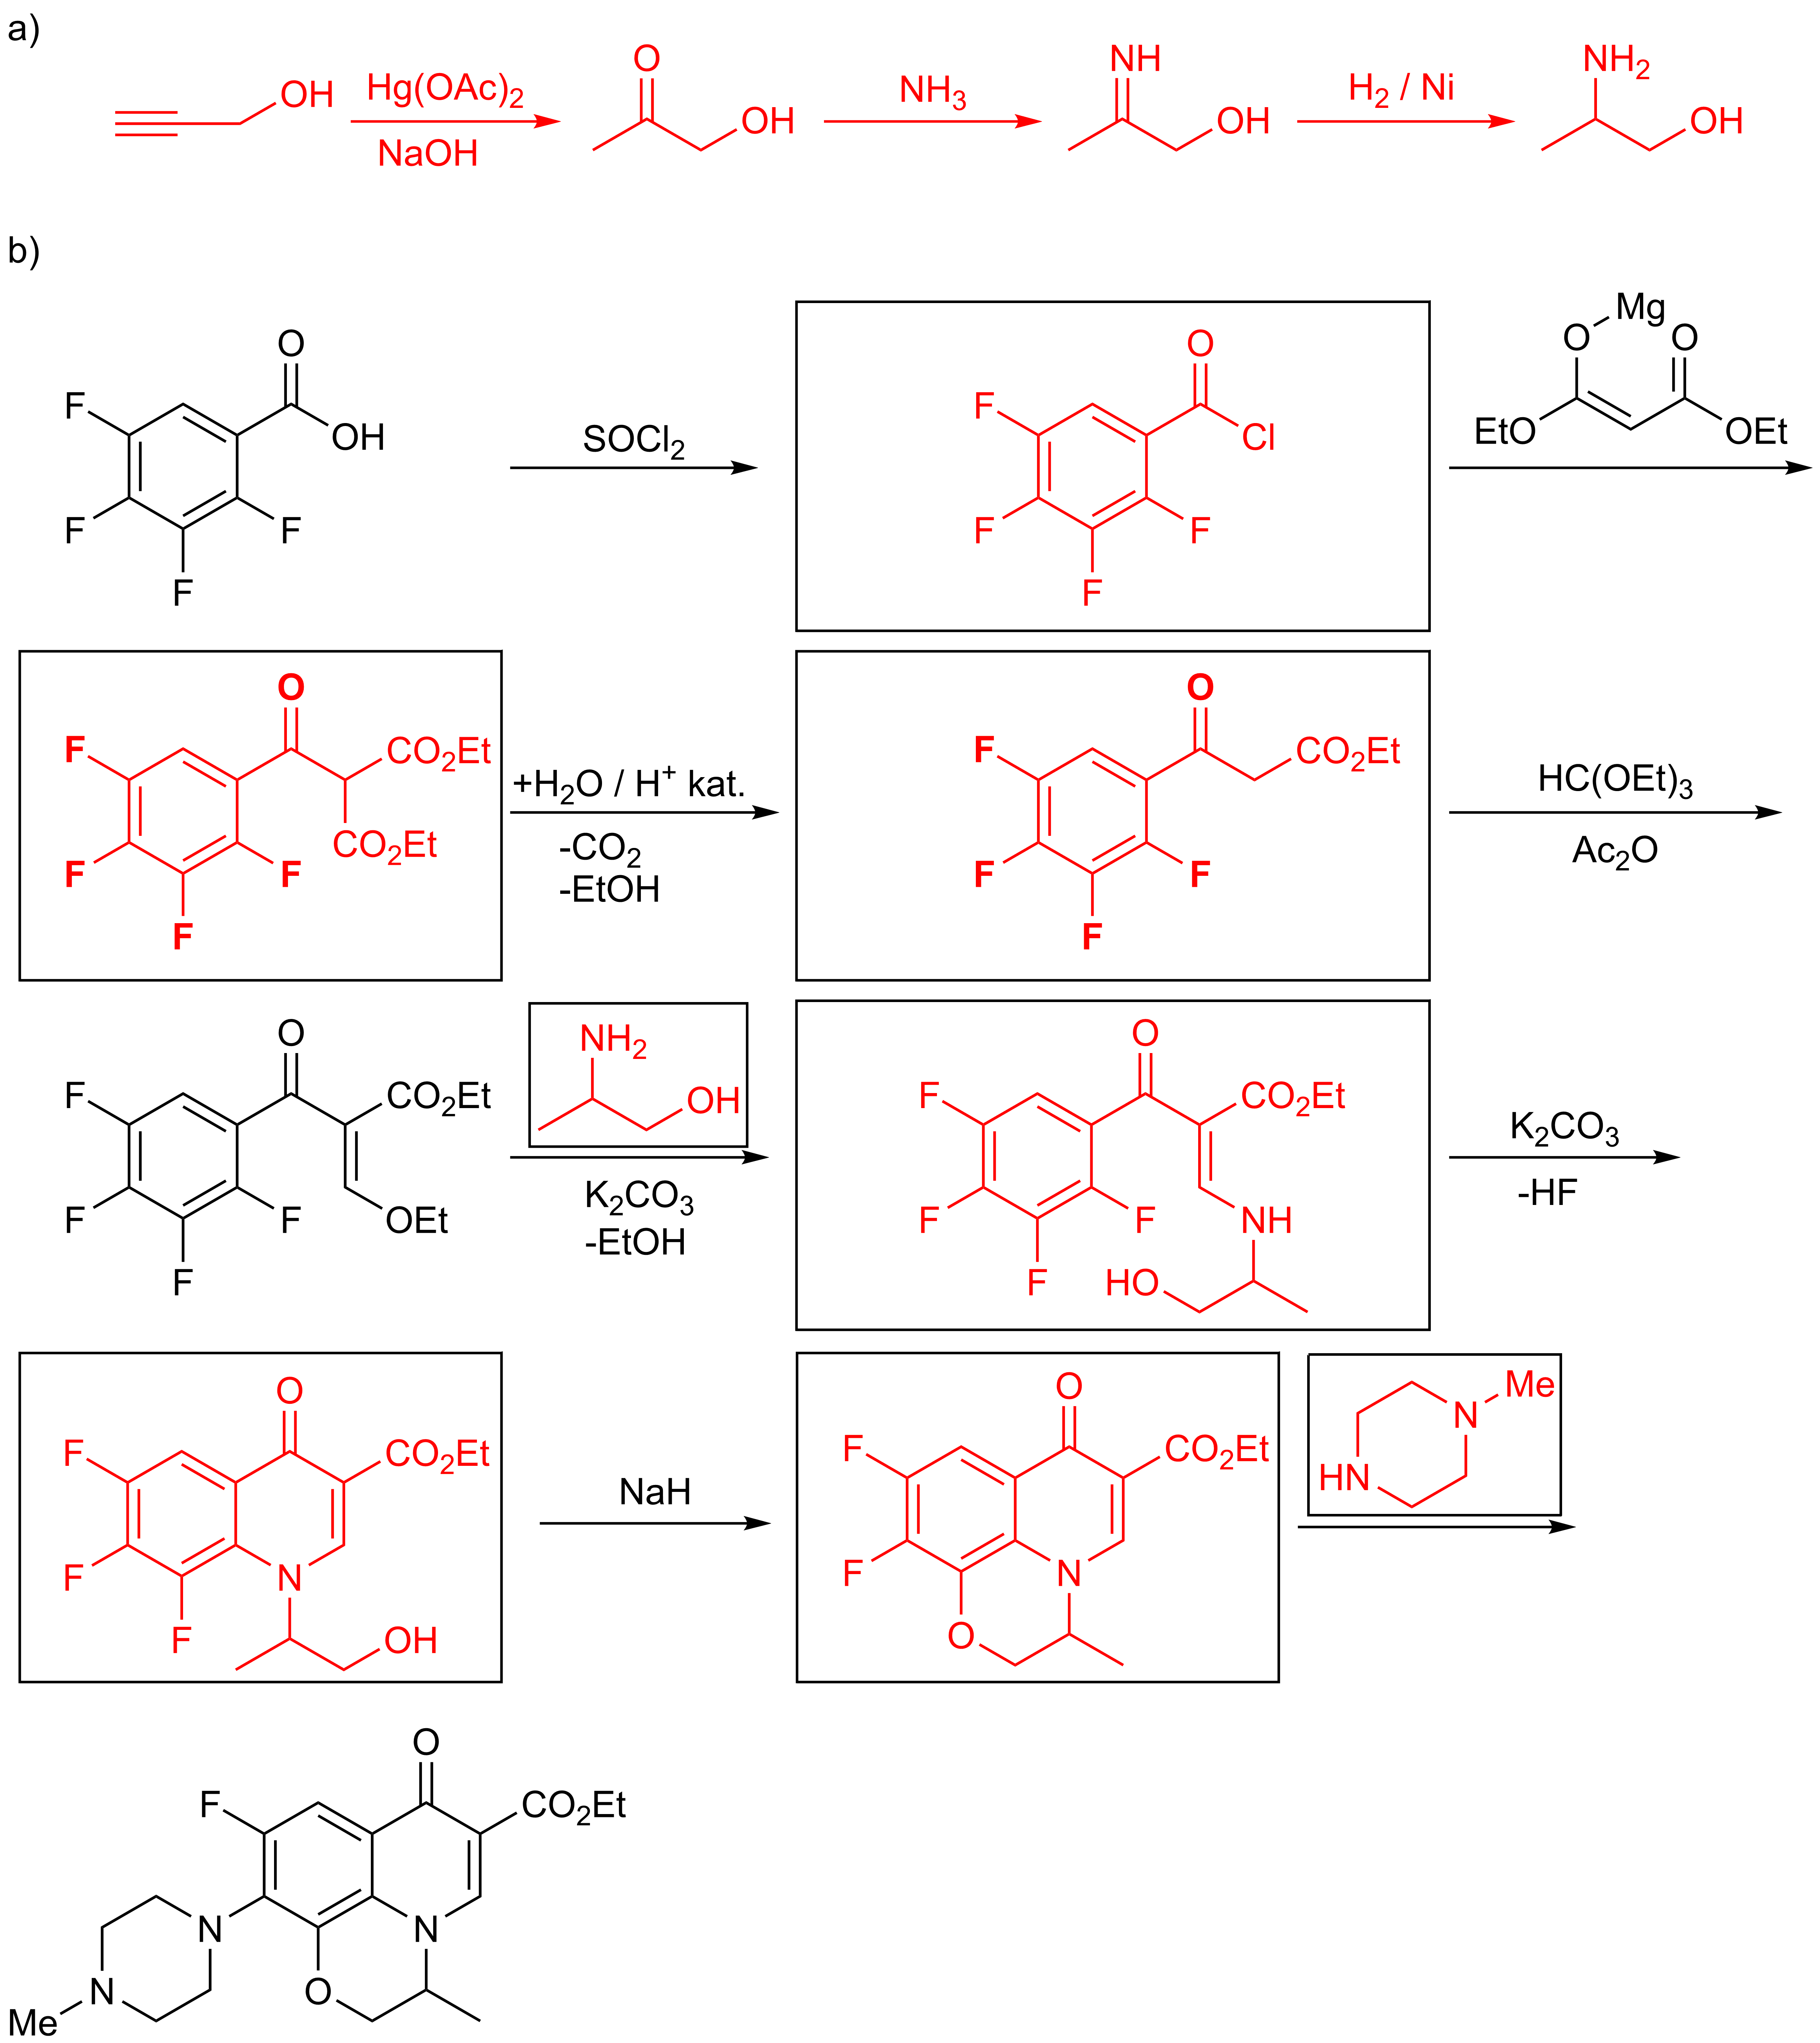 a)
OH
Hg(OAc)2
NaOH
O
OH
NH3
NH
OH
H2 / Ni
NH2
OH
b)
F
F
F
F
O
OH
SOCl2
F
F
F
F
O
Cl
Mg
O
O
EtO
OEt
F
F
F
F
O
CO2Et
CO2Et
+H2O / H+ kat.
-CO2
-EtOH
F
F
F
F
O
CO2Et
HC(OEt)3
Ac2O
F
F
F
F
O
CO2Et
OEt
NH2
OH
K2CO3
-EtOH
F
F
F
F
O
CO2Et
NH
HO
K2CO3
-HF
F
F
F
O
CO2Et
N
OH
NaH
F
F
O
CO2Et
N
O
Me
N
HN
O
F
CO2Et
N
N
N
O
Me